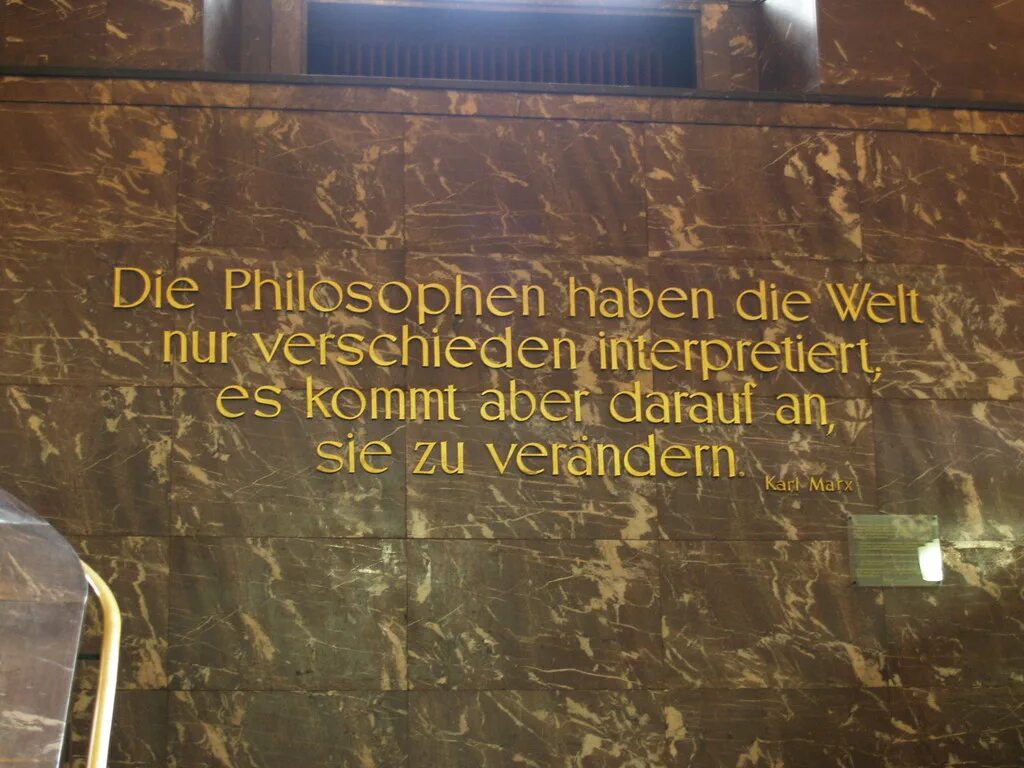 Die Philosophen haben die Welt
nur verschieden interpretiert,
es kommt aber darauf an,
sie zu verändern.
Karl Marx